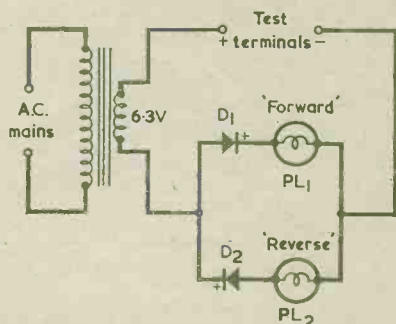 Test
+ terminals −
A.C.
mains
6·3V
D1
+
'Forward'
PL1
D2
+
'Reverse'
PL2